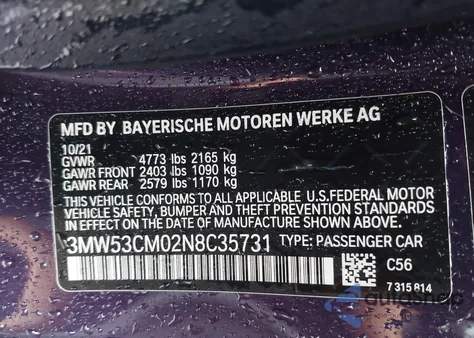 MFD BY BAYERISCHE MOTOREN WERKE AG
10/21
GVWR 4773 lbs 2165 kg
GAWR FRONT 2403 lbs 1090 kg
GAWR REAR 2579 lbs 1170 kg
THIS VEHICLE CONFORMS TO ALL APPLICABLE U.S.FEDERAL MOTOR
VEHICLE SAFETY, BUMPER AND THEFT PREVENTION STANDARDS
IN EFFECT ON THE DATE OF MANUFACTURE SHOWN ABOVE.
3MW53CM02N8C35731 TYPE: PASSENGER CAR
C56
7 315 814